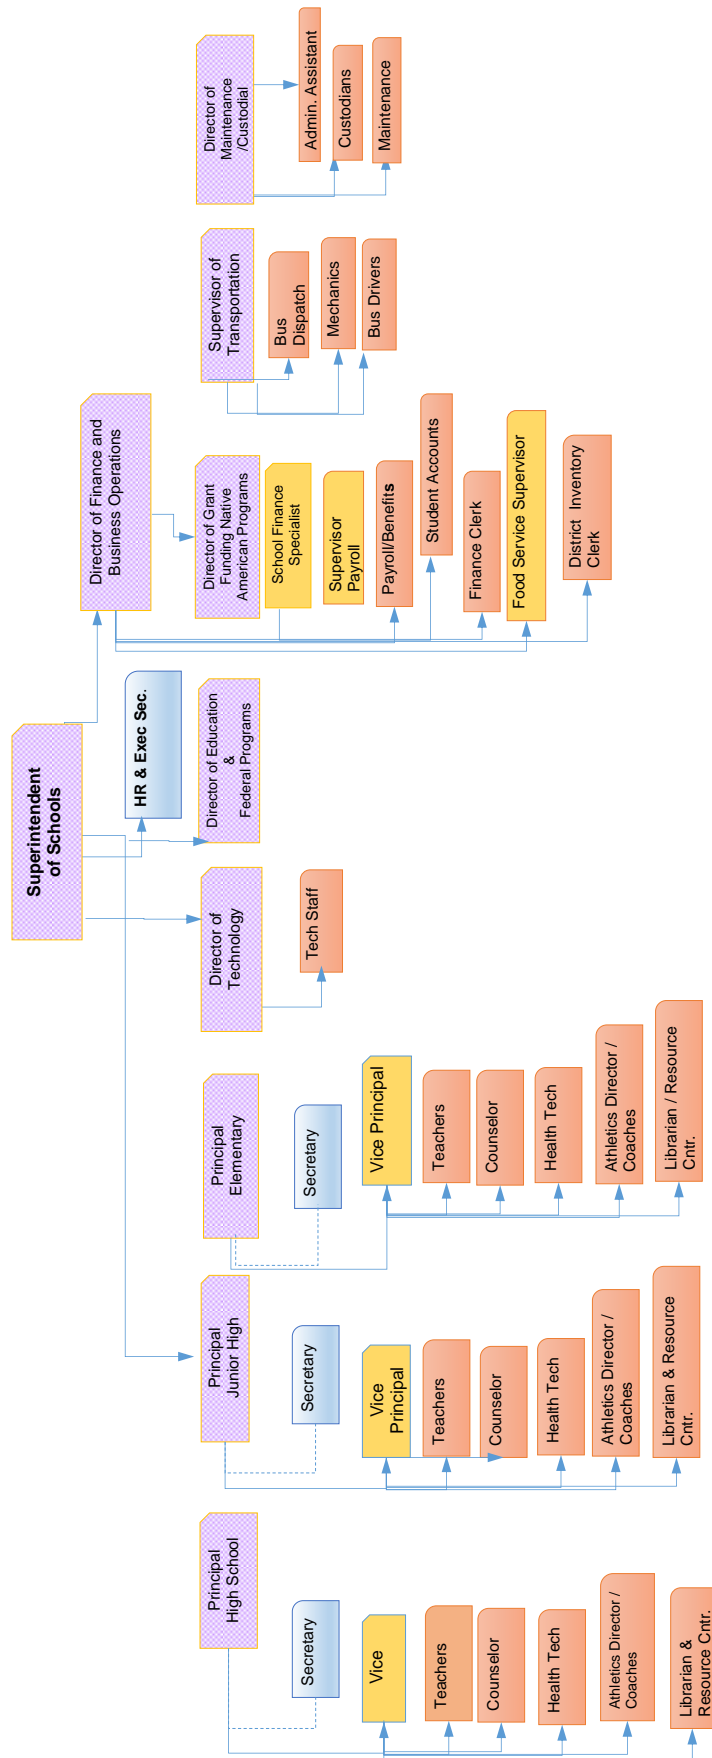 Superintendent
of Schools
Director of Finance and
Business Operations
HR & Exec Sec.
Principal
High School
Secretary
Vice
Teachers
Counselor
Health Tech
Athletics Director /
Coaches
Librarian &
Resource Cntr.
Principal
Junior High
Secretary
Vice
Principal
Teachers
Counselor
Health Tech
Athletics Director /
Coaches
Librarian & Resource
Cntr.
Principal
Elementary
Secretary
Vice Principal
Teachers
Counselor
Health Tech
Athletics Director /
Coaches
Librarian / Resource
Cntr.
Director of
Technology
Tech Staff
Director of Education
&
Federal Programs
Director of Grant
Funding Native
American Programs
School Finance
Specialist
Supervisor
Payroll
Payroll/Benefits
Student Accounts
Finance Clerk
Food Service Supervisor
District Inventory
Clerk
Supervisor of
Transportation
Bus
Dispatch
Mechanics
Bus Drivers
Director of
Maintenance
/Custodial
Admin. Assistant
Custodians
Maintenance